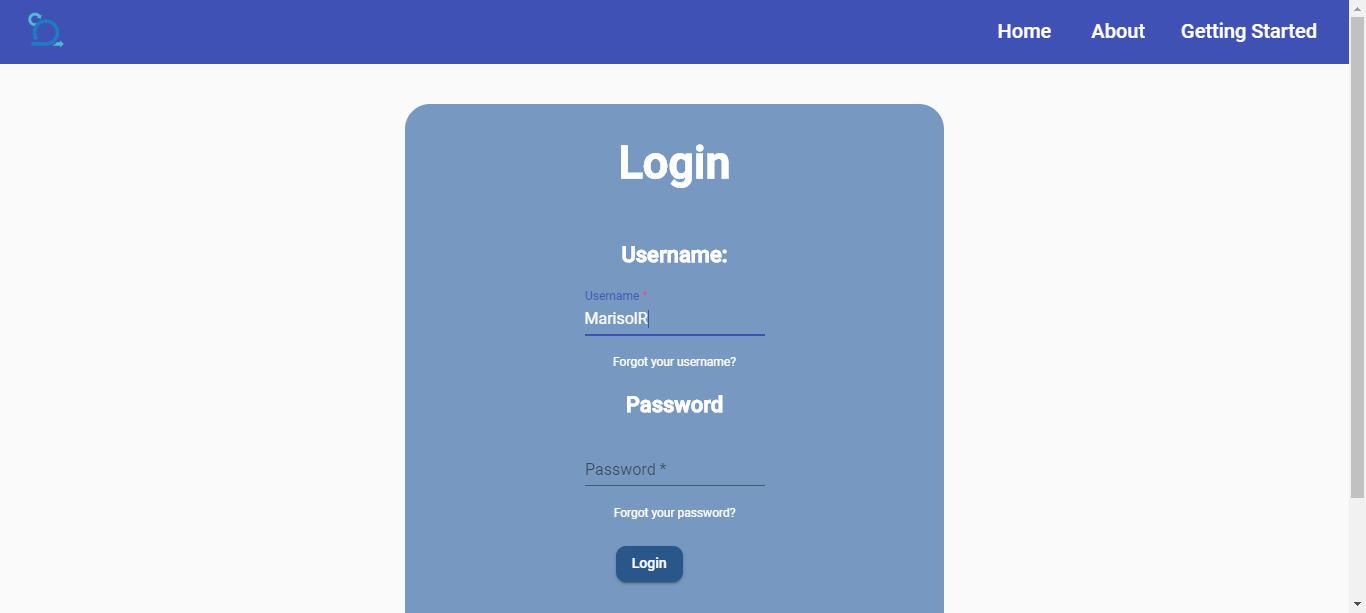 Home About Getting Started
Login
Username:
Username *
MarisolR
Forgot your username?
Password
Password *
Forgot your password?
Login